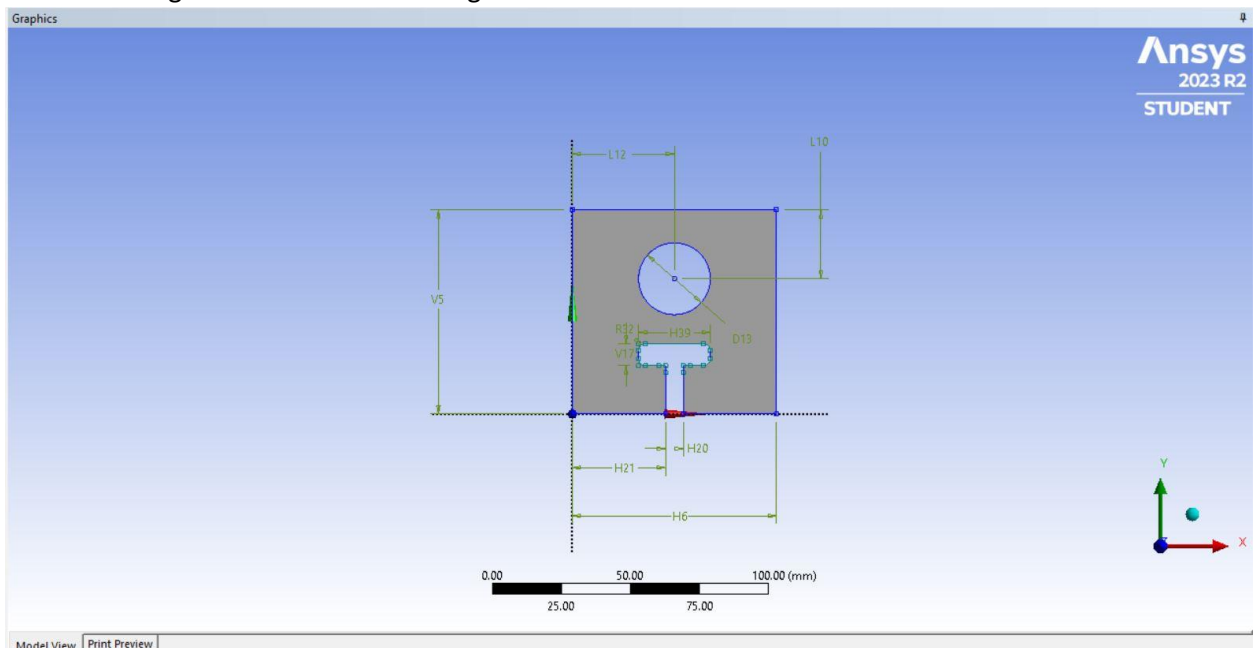 Graphics
Ansys
2023 R2
STUDENT
L12
L10
V5
R32
H39
D13
V17
H20
H21
H6
Y
X
0.00 50.00 100.00 (mm)
25.00 75.00
Model View Print Preview